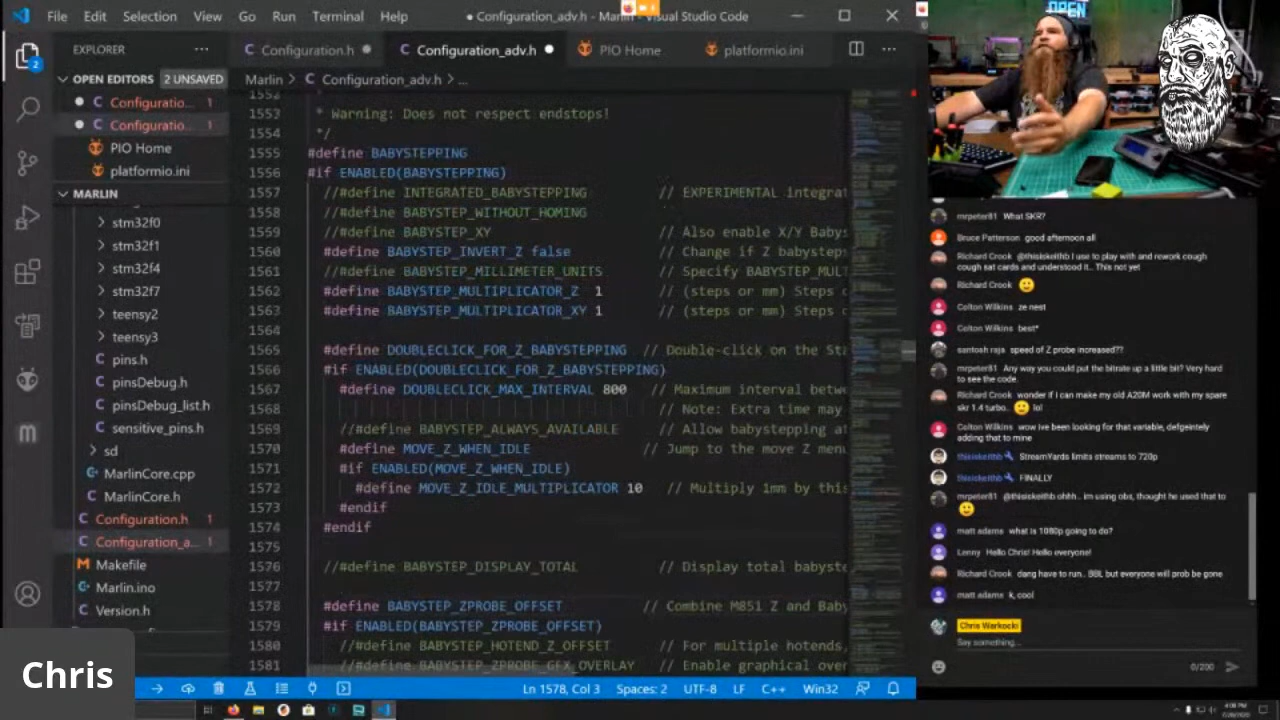 File Edit Selection View Go Run Terminal Help
● Configuration_adv.h - Marlin - Visual Studio Code
EXPLORER
OPEN EDITORS 2 UNSAVED
Configuratio... 1
Configuratio... 1
PIO Home
platformio.ini
MARLIN
stm32f0
stm32f1
stm32f4
stm32f7
teensy2
teensy3
pins.h
pinsDebug.h
pinsDebug_list.h
sensitive_pins.h
sd
MarlinCore.cpp
MarlinCore.h
Configuration.h 1
Configuration_a... 1
Makefile
Marlin.ino
Version.h
2
Configuration.h
Configuration_adv.h
PIO Home
platformio.ini
Marlin > Configuration_adv.h > ...
1552
1553 * Warning: Does not respect endstops!
1554 */
1555 #define BABYSTEPPING
1556 #if ENABLED(BABYSTEPPING)
1557 //#define INTEGRATED_BABYSTEPPING // EXPERIMENTAL integrat
1558 //#define BABYSTEP_WITHOUT_HOMING
1559 //#define BABYSTEP_XY // Also enable X/Y Babys
1560 #define BABYSTEP_INVERT_Z false // Change if Z babysteps
1561 //#define BABYSTEP_MILLIMETER_UNITS // Specify BABYSTEP_MULT
1562 #define BABYSTEP_MULTIPLICATOR_Z 1 // (steps or mm) Steps o
1563 #define BABYSTEP_MULTIPLICATOR_XY 1 // (steps or mm) Steps o
1564
1565 #define DOUBLECLICK_FOR_Z_BABYSTEPPING // Double-click on the Sta
1566 #if ENABLED(DOUBLECLICK_FOR_Z_BABYSTEPPING)
1567 #define DOUBLECLICK_MAX_INTERVAL 800 // Maximum interval betwe
1568 // Note: Extra time may
1569 //#define BABYSTEP_ALWAYS_AVAILABLE // Allow babystepping at
1570 #define MOVE_Z_WHEN_IDLE // Jump to the move Z menu
1571 #if ENABLED(MOVE_Z_WHEN_IDLE)
1572 #define MOVE_Z_IDLE_MULTIPLICATOR 10 // Multiply 1mm by this
1573 #endif
1574 #endif
1575
1576 //#define BABYSTEP_DISPLAY_TOTAL // Display total babyste
1577
1578 #define BABYSTEP_ZPROBE_OFFSET // Combine M851 Z and Baby
1579 #if ENABLED(BABYSTEP_ZPROBE_OFFSET)
1580 //#define BABYSTEP_HOTEND_Z_OFFSET // For multiple hotends,
1581 //#define BABYSTEP_ZPROBE_GFX_OVERLAY // Enable graphical over
Ln 1578, Col 3 Spaces: 2 UTF-8 LF C++ Win32
Chris
OPEN
mrpeter81 What SKR?
Bruce Patterson good afternoon all
Richard Crook @thisiskeithb I use to play with and rework cough
cough sat cards and understood it.. This not yet
Richard Crook
Colton Wilkins ze nest
Colton Wilkins best*
santosh raja speed of Z probe increased??
mrpeter81 Any way you could put the bitrate up a little bit? Very hard
to see the code.
Richard Crook wonder if I can make my old A20M work with my spare
skr 1.4 turbo.. lol
Colton Wilkins wow Ive been looking for that variable, defgeintely
adding that to mine
thisiskeithb StreamYards limits streams to 720p
thisiskeithb FINALLY
mrpeter81 @thisiskeithb ohhh.. im using obs, thought he used that to
matt adams what is 1080p going to do?
Lenny Hello Chris! Hello everyone!
Richard Crook dang have to run.. BBL but everyone will prob be gone
matt adams k, cool
Chris Warkocki
Say something...
0/200
4:08 PM